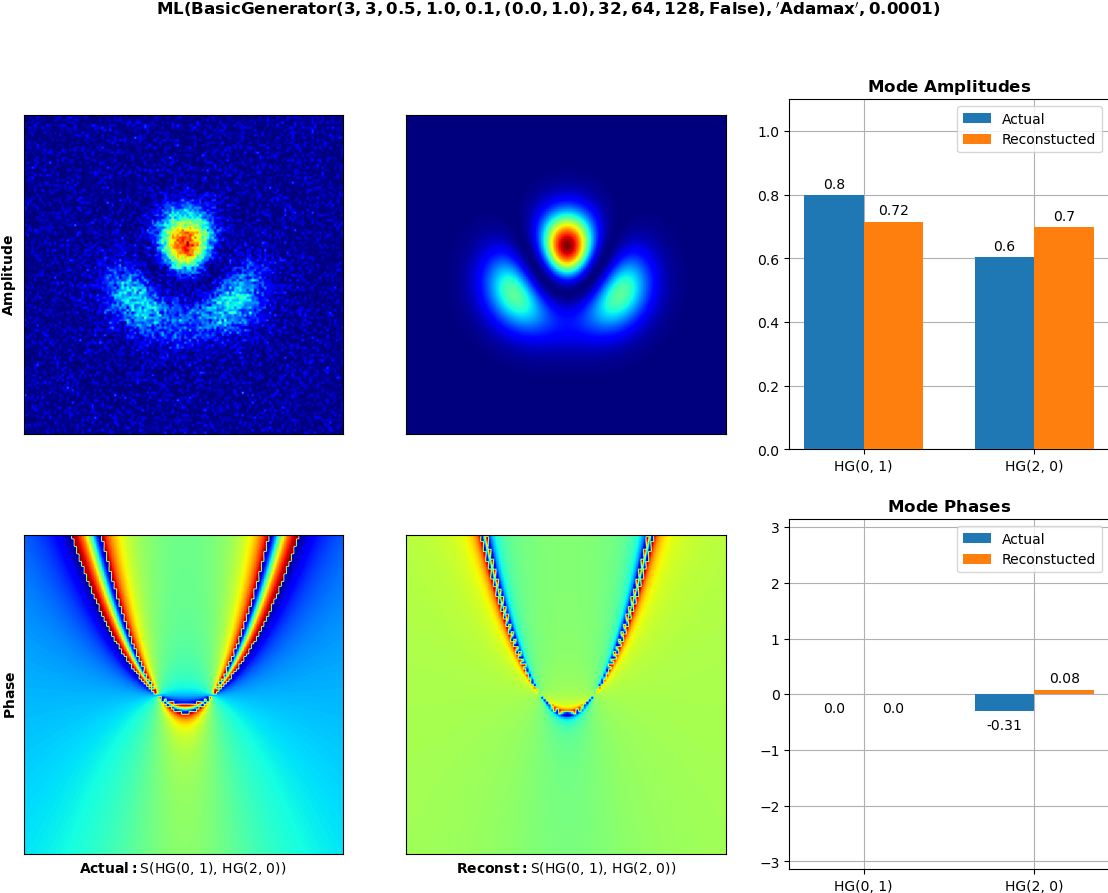 ML(BasicGenerator(3, 3, 0.5, 1.0, 0.1, (0.0, 1.0), 32, 64, 128, False), ′Adamax′, 0.0001)
Amplitude
Mode Amplitudes
Actual
Reconstucted
1.0
0.8
0.6
0.4
0.2
0.0
0.8
0.72
0.6
0.7
HG(0, 1)
HG(2, 0)
Phase
Actual: S(HG(0, 1), HG(2, 0))
Reconst: S(HG(0, 1), HG(2, 0))
Mode Phases
Actual
Reconstucted
3
2
1
0
−1
−2
−3
0.0
0.0
-0.31
0.08
HG(0, 1)
HG(2, 0)